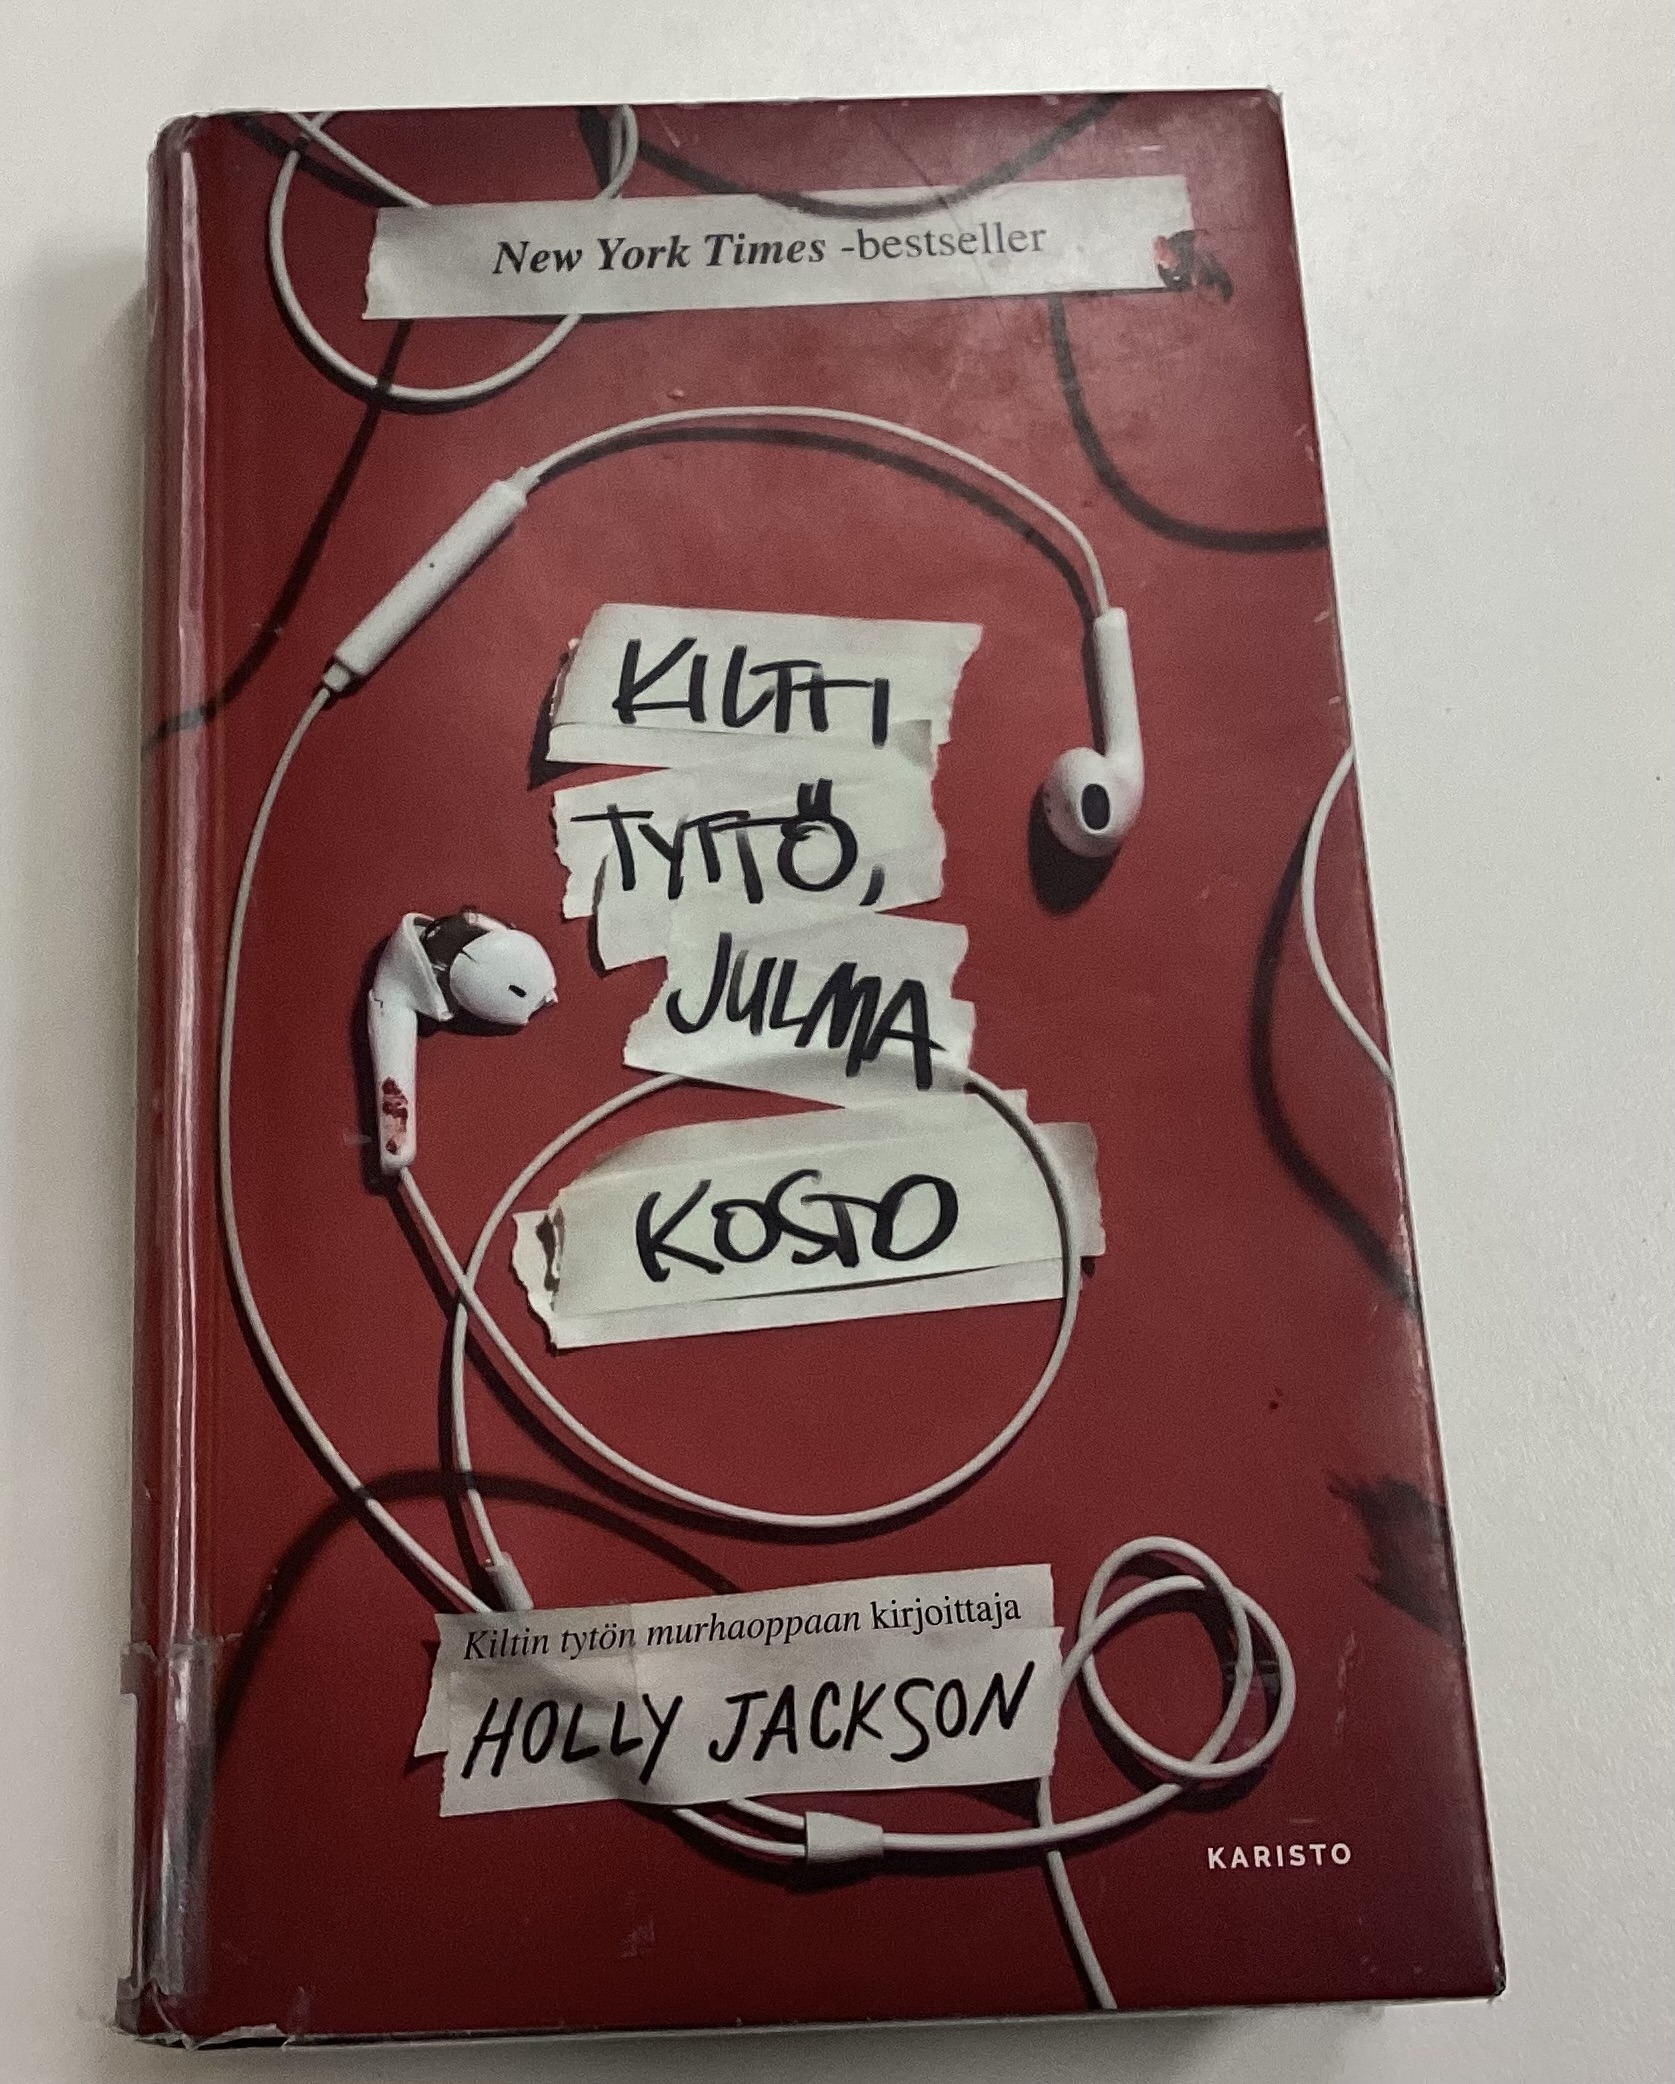 New York Times -bestseller
KILTTI
TYTTÖ,
JULMA
KOSTO
Kiltin tytön murhaoppaan kirjoittaja
HOLLY JACKSON
KARISTO